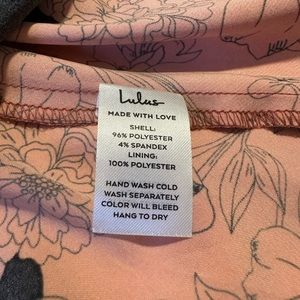 Lulus
MADE WITH LOVE
SHELL:
96% POLYESTER
4% SPANDEX
LINING:
100% POLYESTER
HAND WASH COLD
WASH SEPARATELY
COLOR WILL BLEED
HANG TO DRY